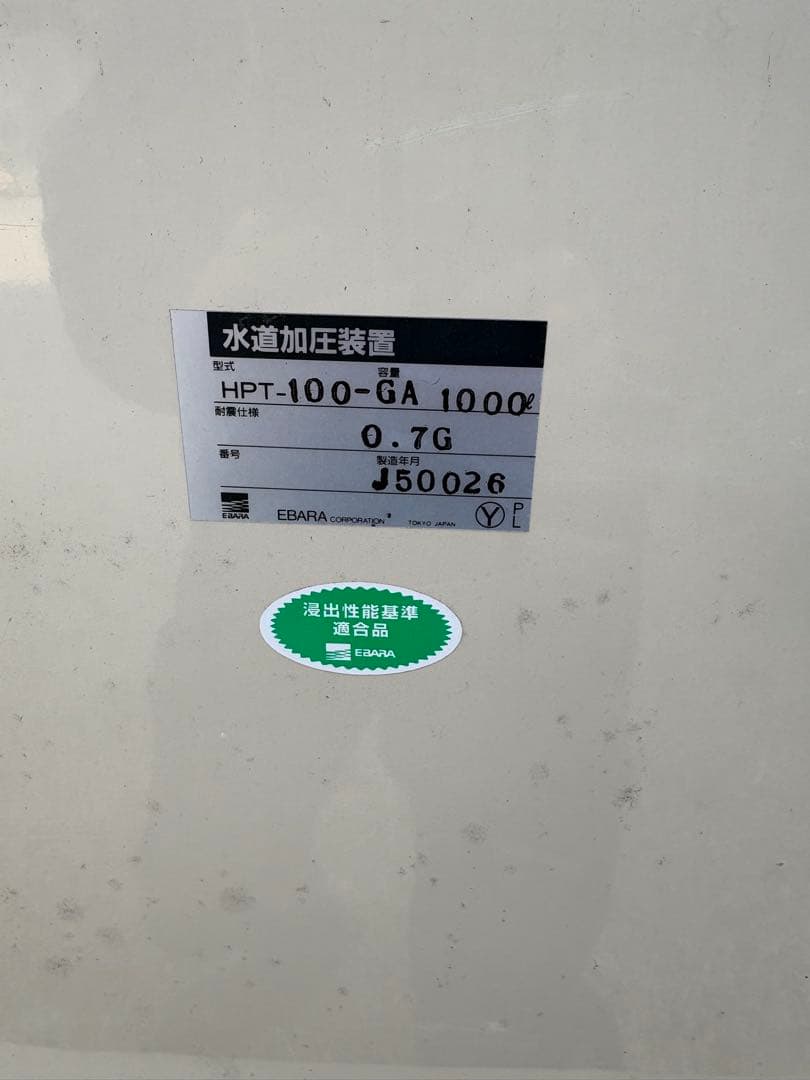 水道加圧装置
型式 容量
HPT-100-GA 1000ℓ
耐震仕様
0.7G
番号 製造年月
J50026
EBARA EBARA CORPORATION TOKYO JAPAN Ⓨ PL
浸出性能基準
適合品
EBARA